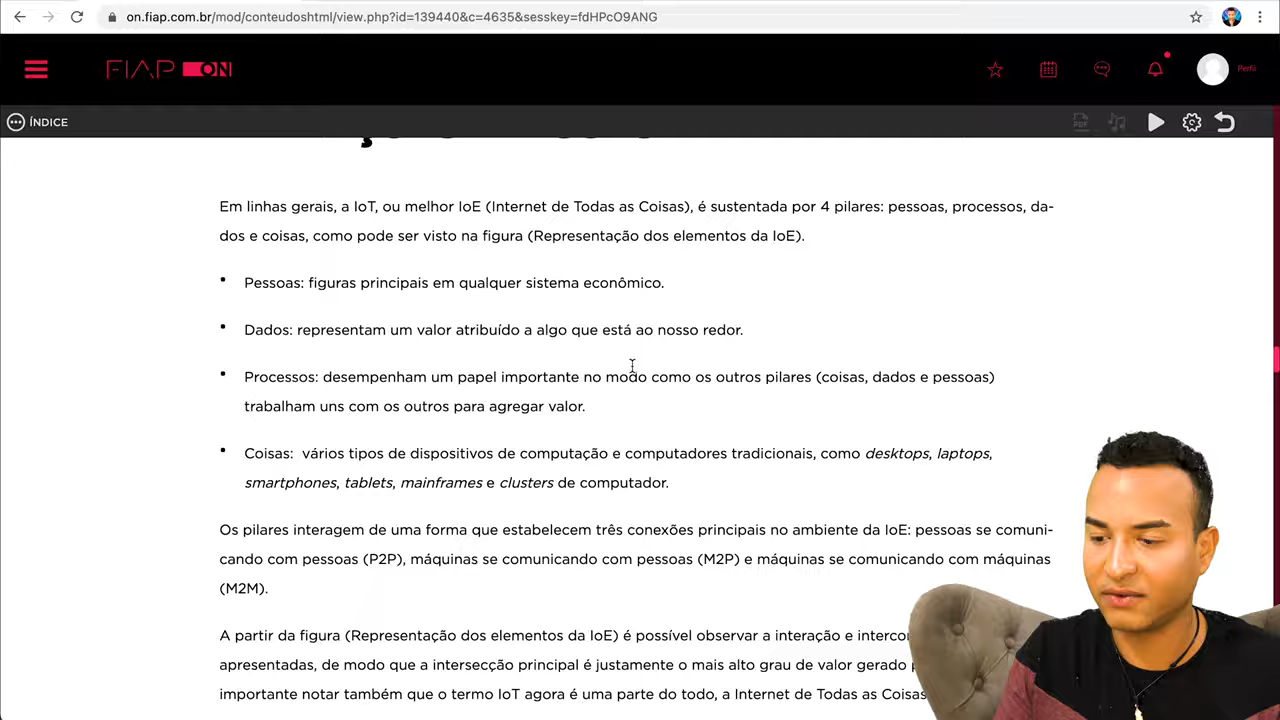 on.fiap.com.br/mod/conteudoshtml/view.php?id=139440&c=4635&sesskey=fdHPcO9ANG
FIAP ON
Perfil
ÍNDICE
PDF
Em linhas gerais, a IoT, ou melhor IoE (Internet de Todas as Coisas), é sustentada por 4 pilares: pessoas, processos, da-
dos e coisas, como pode ser visto na figura (Representação dos elementos da IoE).
• Pessoas: figuras principais em qualquer sistema econômico.
• Dados: representam um valor atribuído a algo que está ao nosso redor.
• Processos: desempenham um papel importante no modo como os outros pilares (coisas, dados e pessoas)
trabalham uns com os outros para agregar valor.
• Coisas: vários tipos de dispositivos de computação e computadores tradicionais, como desktops, laptops,
smartphones, tablets, mainframes e clusters de computador.
Os pilares interagem de uma forma que estabelecem três conexões principais no ambiente da IoE: pessoas se comuni-
cando com pessoas (P2P), máquinas se comunicando com pessoas (M2P) e máquinas se comunicando com máquinas
(M2M).
A partir da figura (Representação dos elementos da IoE) é possível observar a interação e
apresentadas, de modo que a intersecção principal é justamente o mais alto grau de valor gerado
importante notar também que o termo IoT agora é uma parte do todo, a Internet de Todas as Coisas